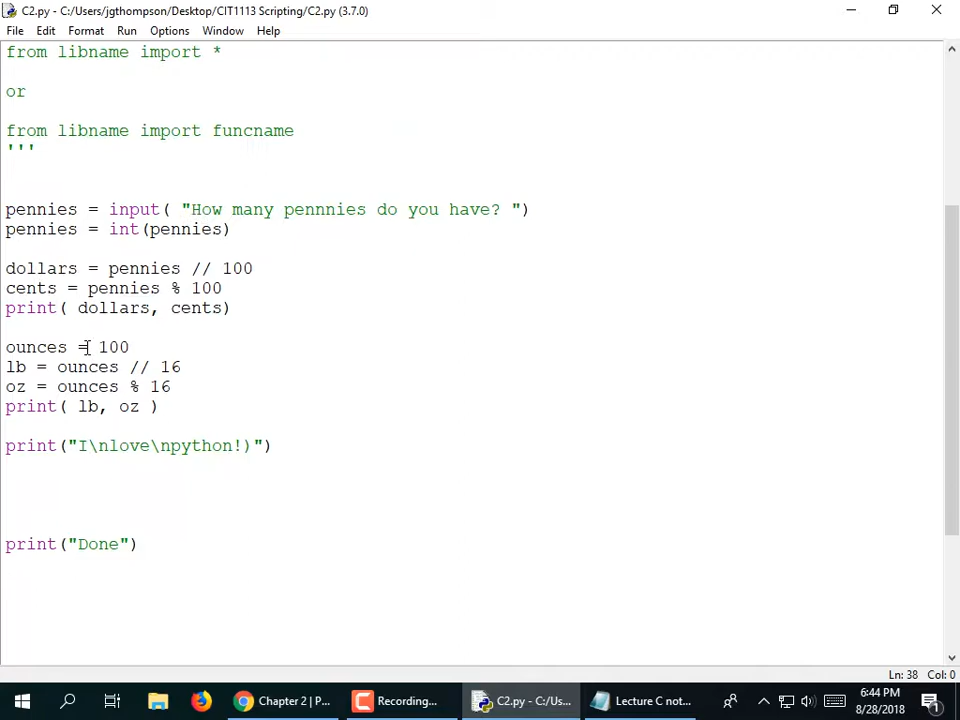 C2.py - C:/Users/jgthompson/Desktop/CIT1113 Scripting/C2.py (3.7.0)
File Edit Format Run Options Window Help
from libname import *
or
from libname import funcname
'''
pennies = input( "How many pennnies do you have? ")
pennies = int(pennies)
dollars = pennies // 100
cents = pennies % 100
print( dollars, cents)
ounces = 100
lb = ounces // 16
oz = ounces % 16
print( lb, oz )
print("I\nlove\npython!)")
print("Done")
Ln: 38 Col: 0
Chapter 2 | P... Recording... C2.py - C:/Us... Lecture C not... 6:44 PM
8/28/2018
1